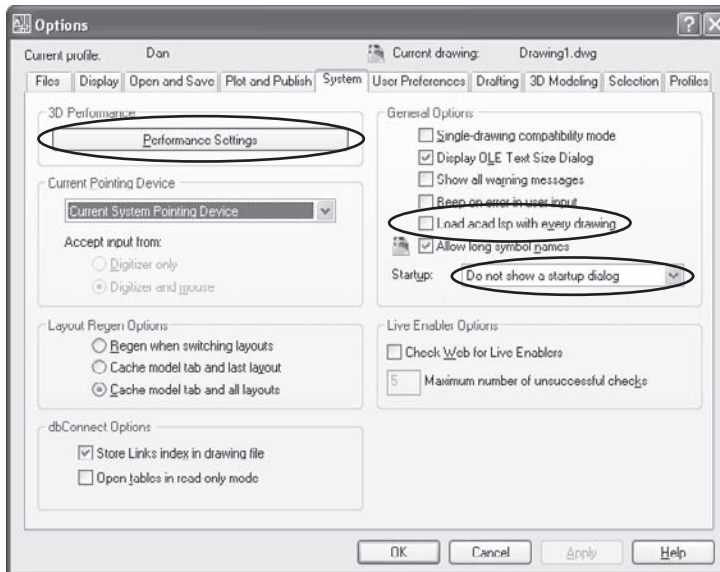 Options
Current profile: Dan
Current drawing: Drawing1.dwg
Files
Display
Open and Save
Plot and Publish
System
User Preferences
Drafting
3D Modeling
Selection
Profiles
3D Performance
Performance Settings
Current Pointing Device
Current System Pointing Device
Accept input from:
Digitizer only
Digitizer and mouse
Layout Regen Options
Regen when switching layouts
Cache model tab and last layout
Cache model tab and all layouts
dbConnect Options
Store Links index in drawing file
Open tables in read only mode
General Options
Single-drawing compatibility mode
Display OLE Text Size Dialog
Show all warning messages
Beep on error in user input
Load acad lsp with every drawing
Allow long symbol names
Startup: Do not show a startup dialog
Live Enabler Options
Check Web for Live Enablers
5 Maximum number of unsuccessful checks
OK
Cancel
Apply
Help